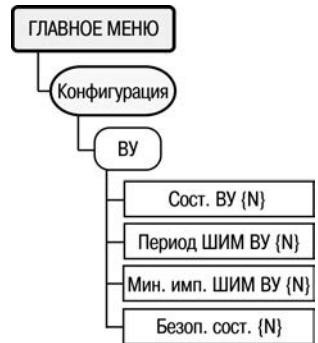 ГЛАВНОЕ МЕНЮ
Конфигурация
ВУ
Сост. ВУ {N}
Период ШИМ ВУ {N}
Мин. имп. ШИМ ВУ {N}
Безоп. сост. {N}